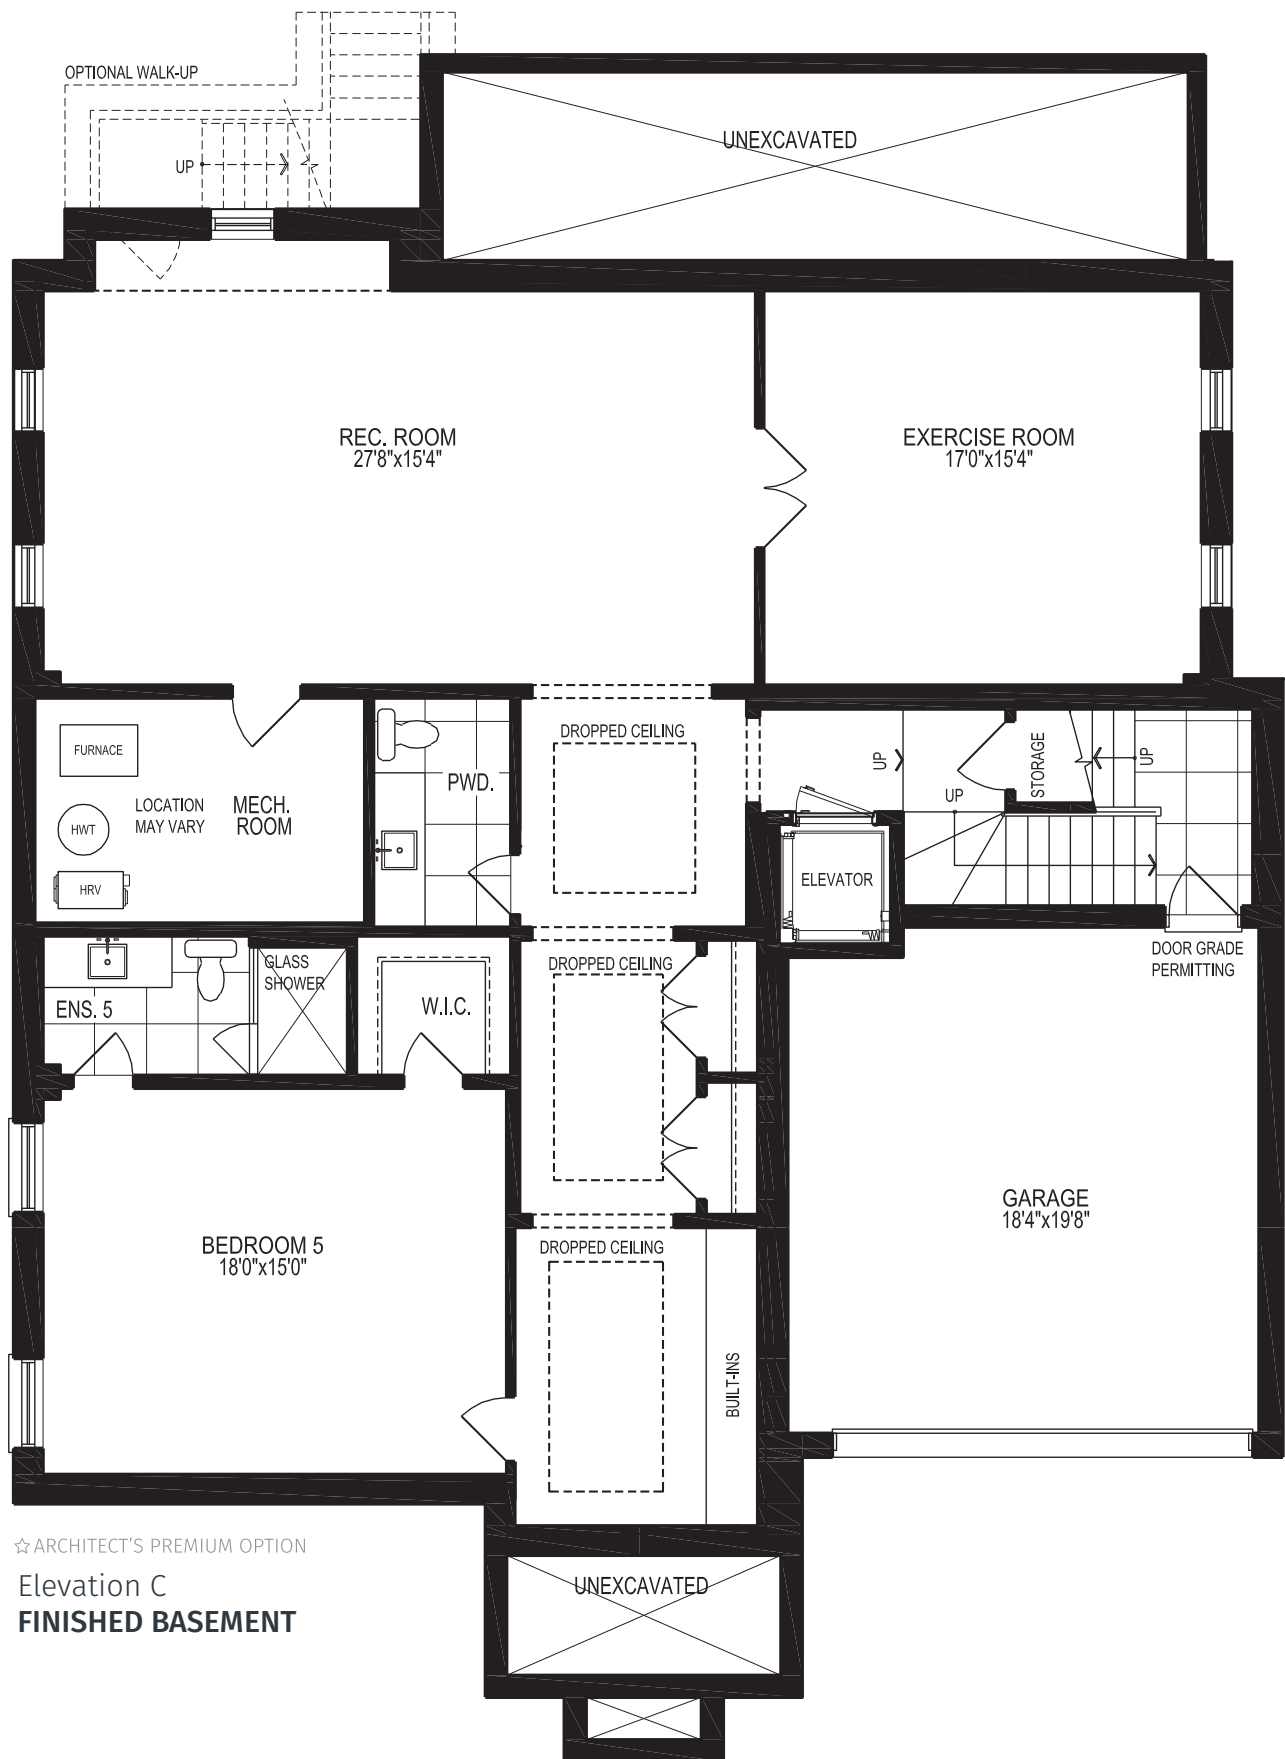 OPTIONAL WALK-UP
UP
UNEXCAVATED
REC. ROOM
27'8"x15'4"
EXERCISE ROOM
17'0"x15'4"
FURNACE
HWT
HRV
LOCATION
MAY VARY
MECH.
ROOM
PWD.
DROPPED CEILING
UP
STORAGE
UP
UP
ELEVATOR
DOOR GRADE
PERMITTING
ENS. 5
GLASS
SHOWER
W.I.C.
DROPPED CEILING
BEDROOM 5
18'0"x15'0"
DROPPED CEILING
BUILT-INS
GARAGE
18'4"x19'8"
☆ ARCHITECT'S PREMIUM OPTION
Elevation C
FINISHED BASEMENT
UNEXCAVATED